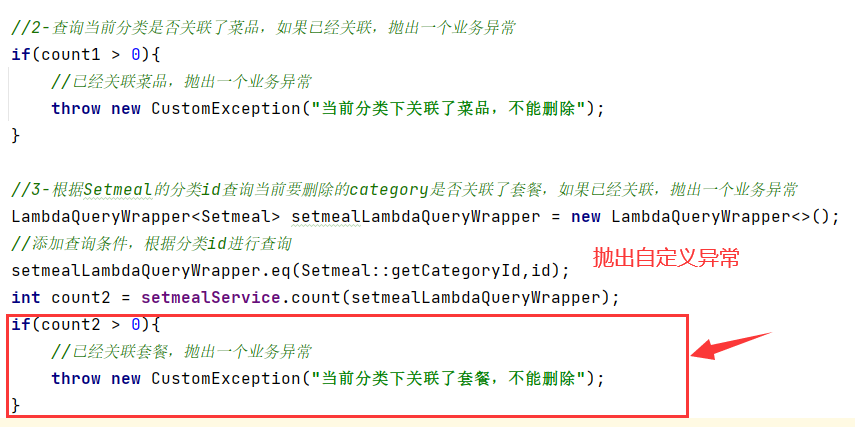 //2-查询当前分类是否关联了菜品，如果已经关联，抛出一个业务异常
if(count1 > 0){
//已经关联菜品，抛出一个业务异常
throw new CustomException("当前分类下关联了菜品，不能删除");
}
//3-根据Setmeal的分类id查询当前要删除的category是否关联了套餐，如果已经关联，抛出一个业务异常
LambdaQueryWrapper<Setmeal> setmealLambdaQueryWrapper = new LambdaQueryWrapper<>();
//添加查询条件，根据分类id进行查询
抛出自定义异常
setmealLambdaQueryWrapper.eq(Setmeal::getCategoryId,id);
int count2 = setmealService.count(setmealLambdaQueryWrapper);
if(count2 > 0){
//已经关联套餐，抛出一个业务异常
throw new CustomException("当前分类下关联了套餐，不能删除");
}